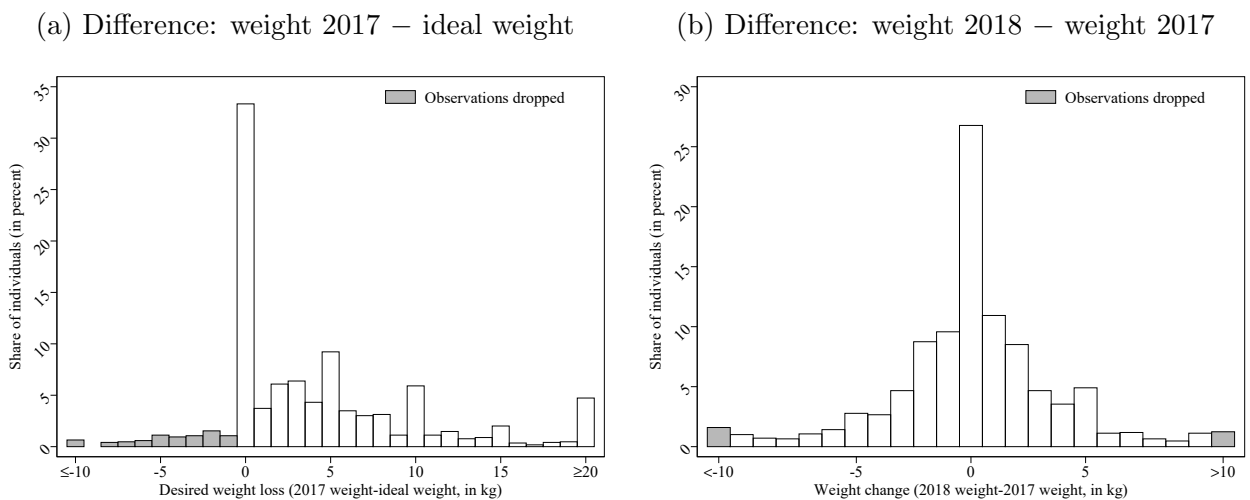 (a) Difference: weight 2017 − ideal weight
Observations dropped
Share of individuals (in percent)
35
30
25
20
15
10
5
0
≤-10 -5 0 5 10 15 ≥20
Desired weight loss (2017 weight-ideal weight, in kg)
(b) Difference: weight 2018 − weight 2017
Observations dropped
Share of individuals (in percent)
30
25
20
15
10
5
0
<-10 -5 0 5 >10
Weight change (2018 weight-2017 weight, in kg)